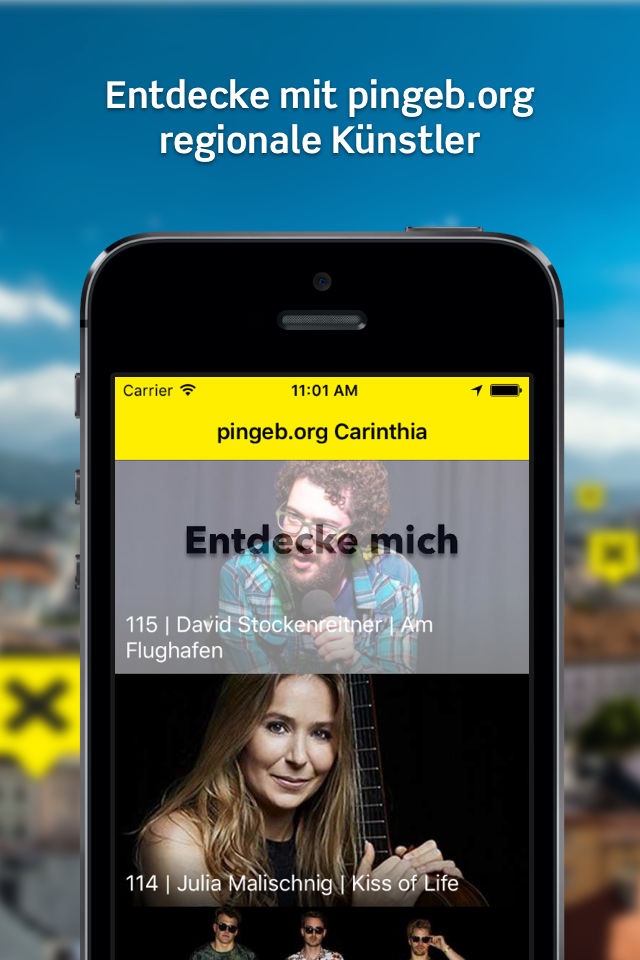 Entdecke mit pingeb.org
regionale Künstler
Carrier 11:01 AM
pingeb.org Carinthia
Entdecke mich
115 | David Stockenreitner | Am
Flughafen
114 | Julia Malischnig | Kiss of Life